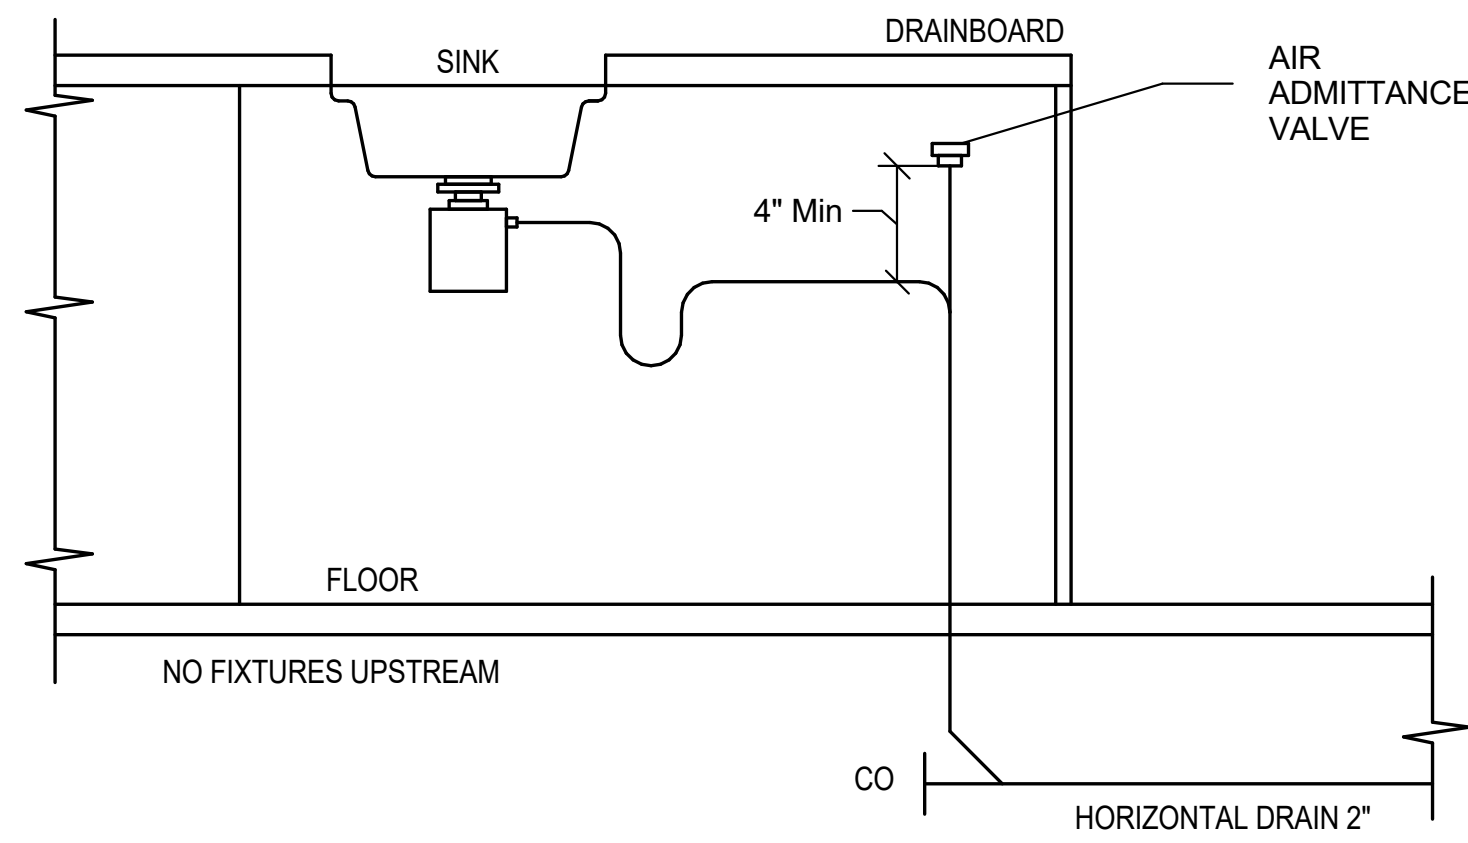 DRAINBOARD
SINK
AIR
ADMITTANCE
VALVE
4" Min
FLOOR
NO FIXTURES UPSTREAM
CO
HORIZONTAL DRAIN 2"